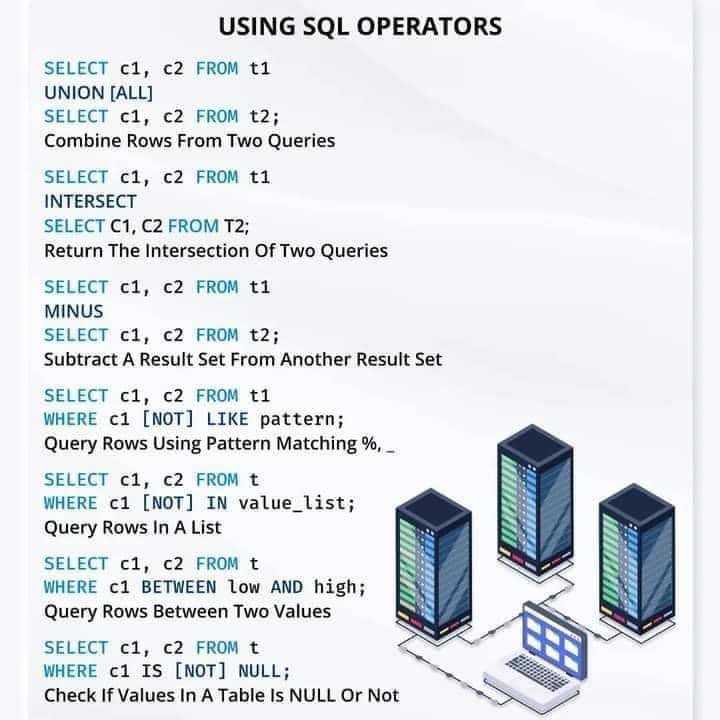 USING SQL OPERATORS
SELECT c1, c2 FROM t1
UNION [ALL]
SELECT c1, c2 FROM t2;
Combine Rows From Two Queries
SELECT c1, c2 FROM t1
INTERSECT
SELECT C1, C2 FROM T2;
Return The Intersection Of Two Queries
SELECT c1, c2 FROM t1
MINUS
SELECT c1, c2 FROM t2;
Subtract A Result Set From Another Result Set
SELECT c1, c2 FROM t1
WHERE c1 [NOT] LIKE pattern;
Query Rows Using Pattern Matching %, _
SELECT c1, c2 FROM t
WHERE c1 [NOT] IN value_list;
Query Rows In A List
SELECT c1, c2 FROM t
WHERE c1 BETWEEN low AND high;
Query Rows Between Two Values
SELECT c1, c2 FROM t
WHERE c1 IS [NOT] NULL;
Check If Values In A Table Is NULL Or Not